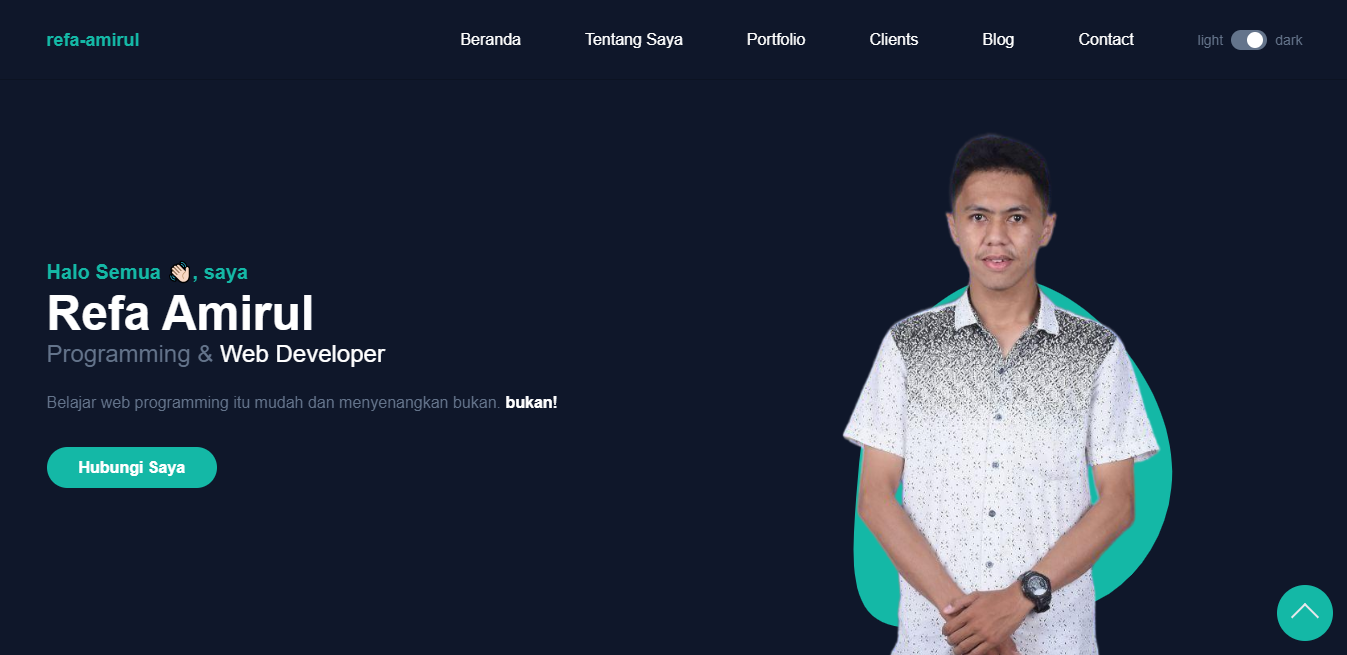 refa-amirul
Beranda
Tentang Saya
Portfolio
Clients
Blog
Contact
light
dark
Halo Semua 👋🏻, saya
Refa Amirul
Programming & Web Developer
Belajar web programming itu mudah dan menyenangkan bukan. bukan!
Hubungi Saya